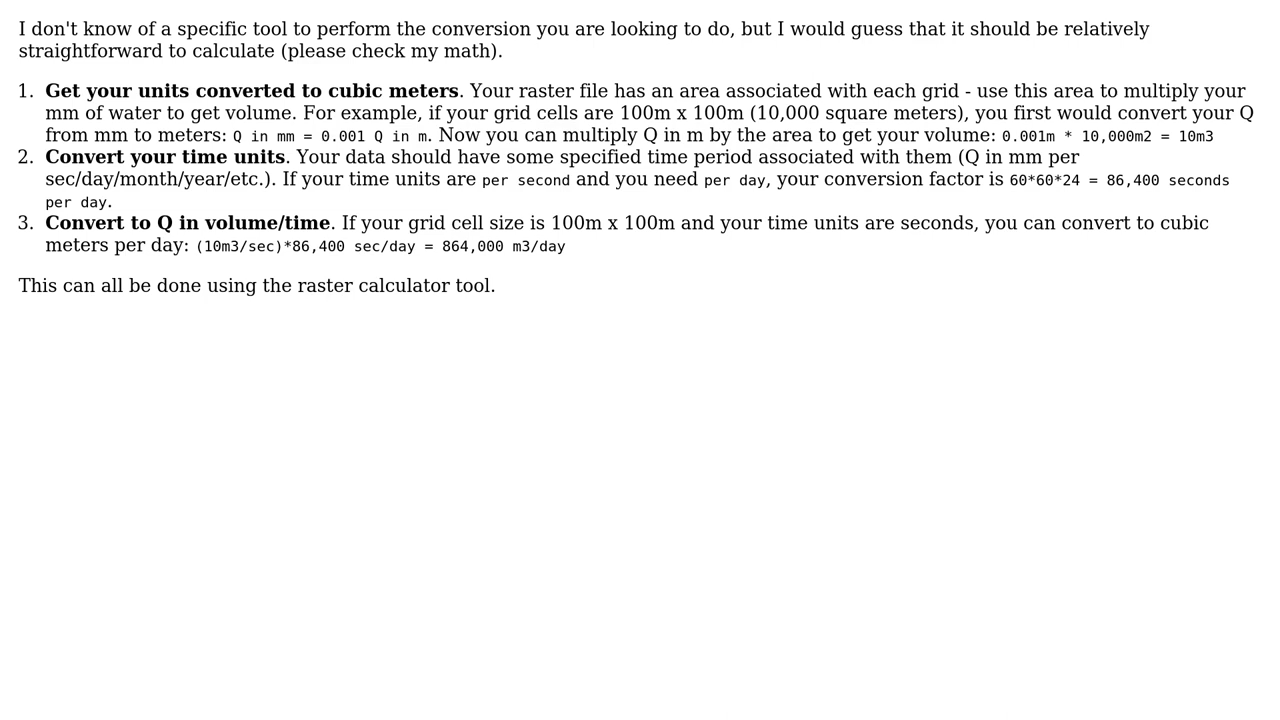 I don't know of a specific tool to perform the conversion you are looking to do, but I would guess that it should be relatively
straightforward to calculate (please check my math).
1. Get your units converted to cubic meters. Your raster file has an area associated with each grid - use this area to multiply your
mm of water to get volume. For example, if your grid cells are 100m x 100m (10,000 square meters), you first would convert your Q
from mm to meters: Q in mm = 0.001 Q in m. Now you can multiply Q in m by the area to get your volume: 0.001m * 10,000m2 = 10m3
2. Convert your time units. Your data should have some specified time period associated with them (Q in mm per
sec/day/month/year/etc.). If your time units are per second and you need per day, your conversion factor is 60*60*24 = 86,400 seconds
per day.
3. Convert to Q in volume/time. If your grid cell size is 100m x 100m and your time units are seconds, you can convert to cubic
meters per day: (10m3/sec)*86,400 sec/day = 864,000 m3/day
This can all be done using the raster calculator tool.